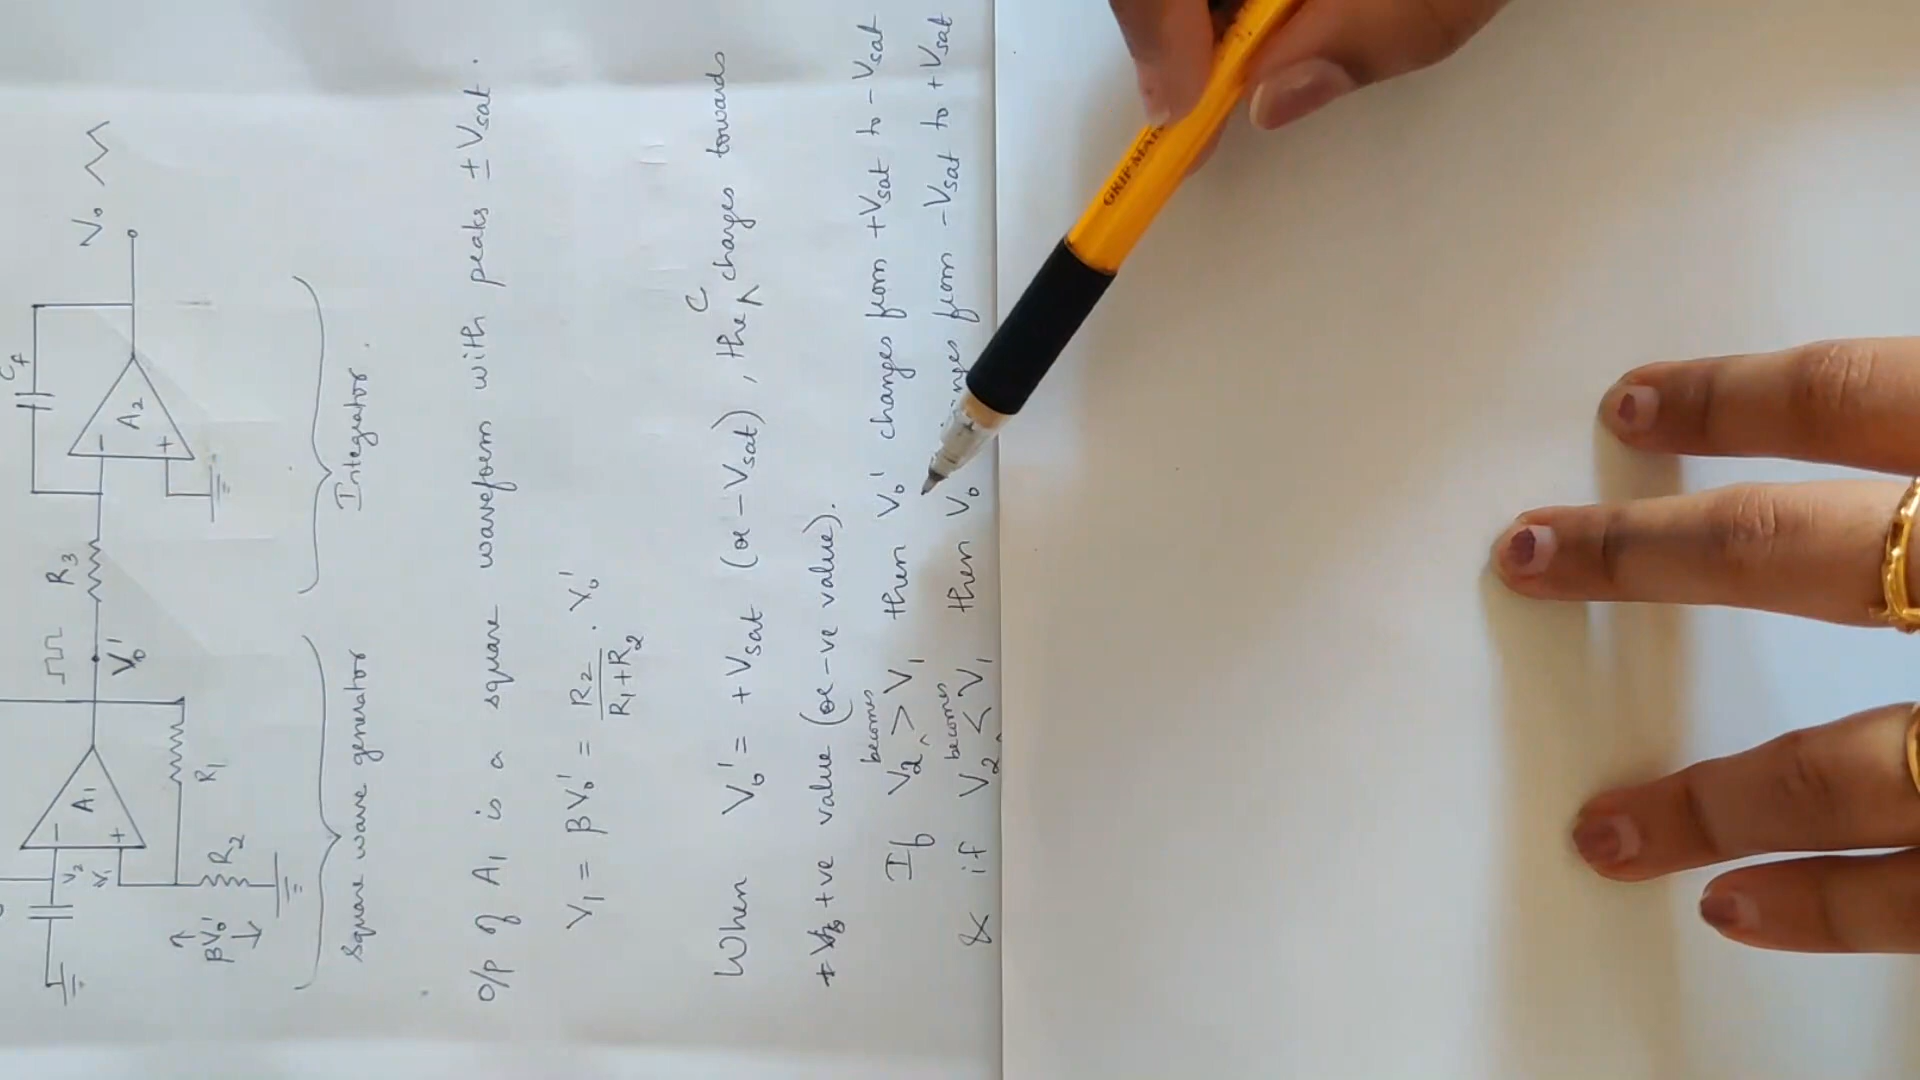 C_f
V₀
A₁
A₂
R₃
V₀'
V₂
V₁
R₁
R₂
βV₀'
Square wave generator
Integrator.
O/P of A₁ is a square waveform with peaks ± Vsat.
V₁ = βV₀' = R₂/(R₁+R₂) . V₀'
When V₀' = +Vsat (or -Vsat), the C charges towards
+ve value (or -ve value).
If V₂ becomes > V₁ then V₀' changes from +Vsat to -Vsat
& if V₂ becomes < V₁ then V₀ from -Vsat to +Vsat